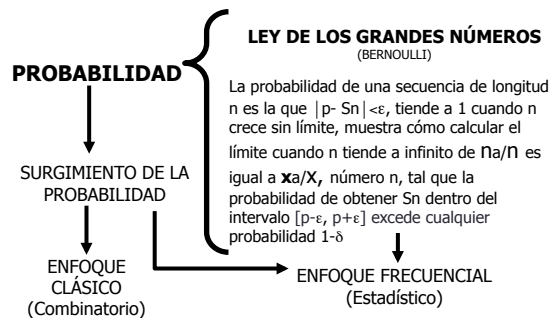 PROBABILIDAD
LEY DE LOS GRANDES NÚMEROS
(BERNOULLI)
La probabilidad de una secuencia de longitud
n es la que |p- Sn|<ε, tiende a 1 cuando n
crece sin límite, muestra cómo calcular el
límite cuando n tiende a infinito de na/n es
igual a xa/X, número n, tal que la
probabilidad de obtener Sn dentro del
intervalo [p-ε, p+ε] excede cualquier
probabilidad 1-δ
SURGIMIENTO DE LA
PROBABILIDAD
ENFOQUE
CLÁSICO
(Combinatorio)
ENFOQUE FRECUENCIAL
(Estadístico)